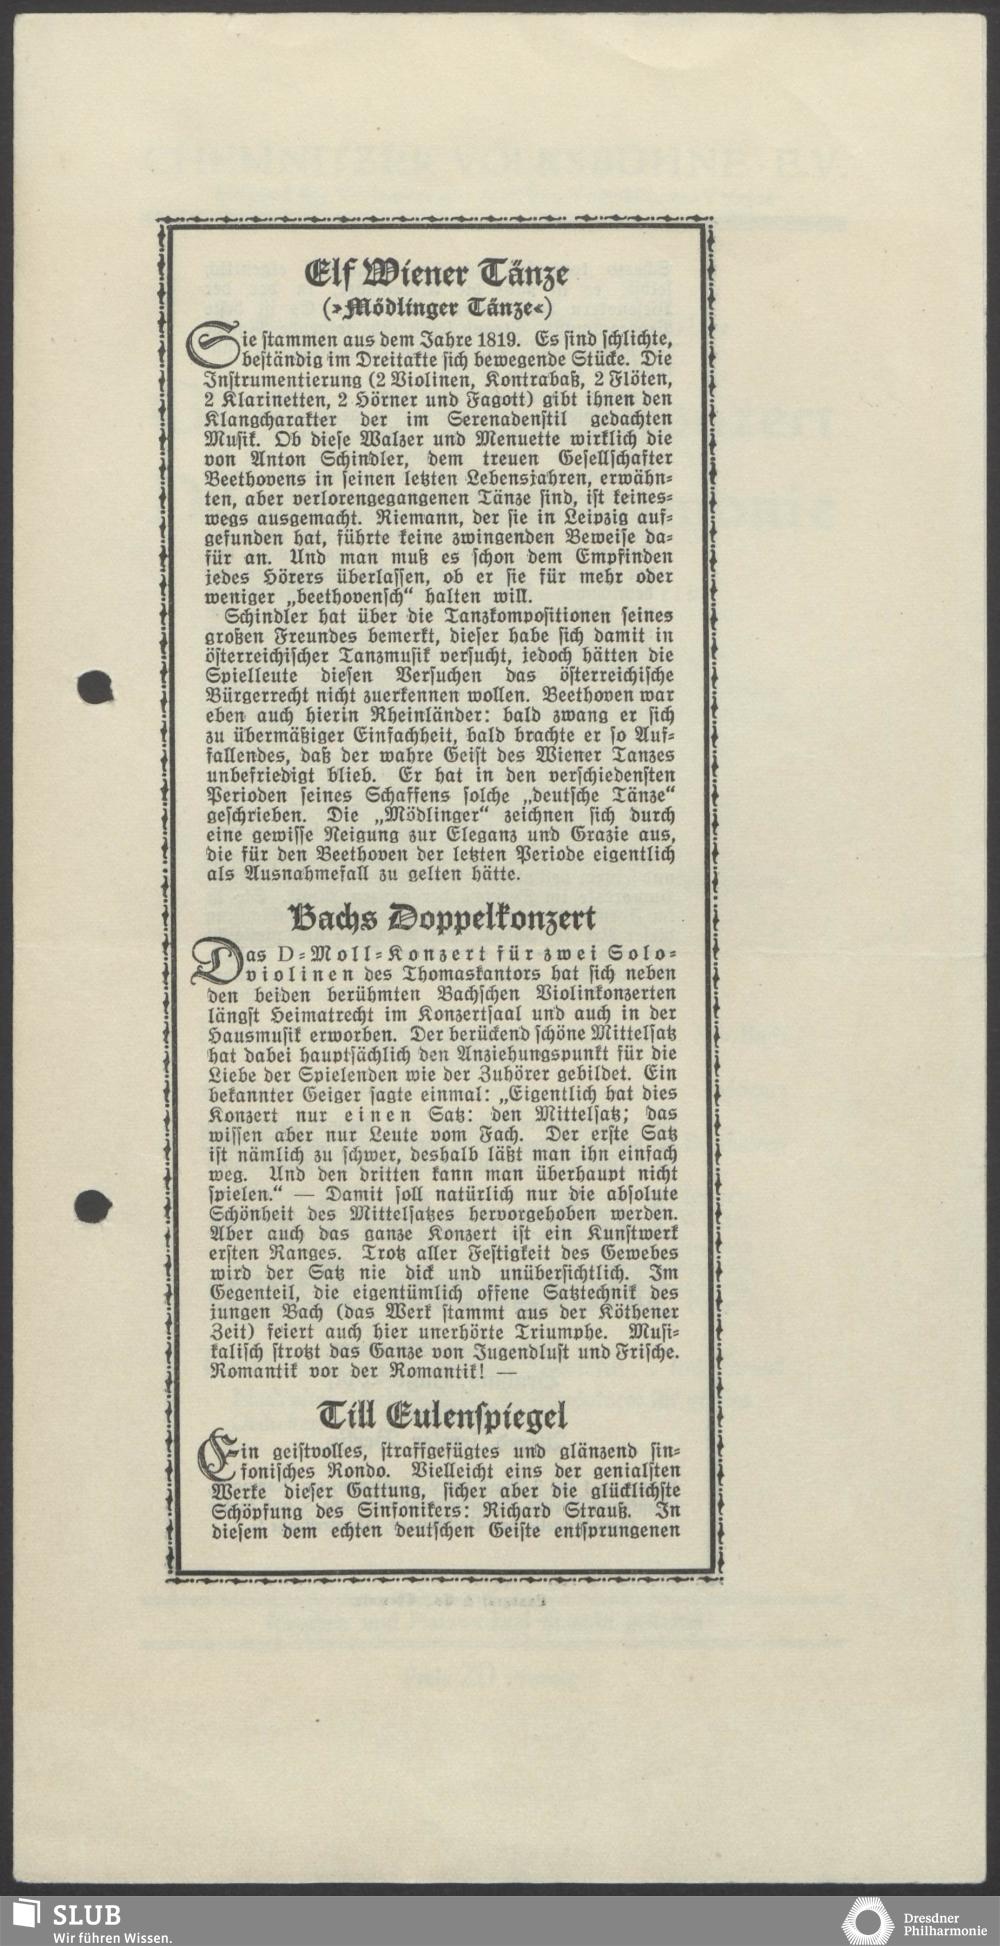 Elf Wiener Tänze
(»Mödlinger Tänze«)
Sie stammen aus dem Jahre 1819. Es sind schlichte,
beständig im Dreitakte sich bewegende Stücke. Die
Instrumentierung (2 Violinen, Kontrabaß, 2 Flöten,
2 Klarinetten, 2 Hörner und Fagott) gibt ihnen den
Klangcharakter der im Serenadenstil gedachten
Musik. Ob diese Walzer und Menuette wirklich die
von Anton Schindler, dem treuen Gesellschafter
Beethovens in seinen letzten Lebensjahren, erwähn-
ten, aber verlorengegangenen Tänze sind, ist keines-
wegs ausgemacht. Riemann, der sie in Leipzig auf-
gefunden hat, führte keine zwingenden Beweise da-
für an. Und man muß es schon dem Empfinden
jedes Hörers überlassen, ob er sie für mehr oder
weniger „beethovensch“ halten will.
Schindler hat über die Tanzkompositionen seines
großen Freundes bemerkt, dieser habe sich damit in
österreichischer Tanzmusik versucht, jedoch hätten die
Spielleute diesen Versuchen das österreichische
Bürgerrecht nicht zuerkennen wollen. Beethoven war
eben auch hierin Rheinländer: bald zwang er sich
zu übermäßiger Einfachheit, bald brachte er so Auf-
fallendes, daß der wahre Geist des Wiener Tanzes
unbefriedigt blieb. Er hat in den verschiedensten
Perioden seines Schaffens solche „deutsche Tänze“
geschrieben. Die „Mödlinger“ zeichnen sich durch
eine gewisse Neigung zur Eleganz und Grazie aus,
die für den Beethoven der letzten Periode eigentlich
als Ausnahmefall zu gelten hätte.
Bachs Doppelkonzert
Das D-Moll-Konzert für zwei Solo-
violinen des Thomaskantors hat sich neben
den beiden berühmten Bachschen Violinkonzerten
längst Heimatrecht im Konzertsaal und auch in der
Hausmusik erworben. Der berückend schöne Mittelsatz
hat dabei hauptsächlich den Anziehungspunkt für die
Liebe der Spielenden wie der Zuhörer gebildet. Ein
bekannter Geiger sagte einmal: „Eigentlich hat dies
Konzert nur einen Satz: den Mittelsatz; das
wissen aber nur Leute vom Fach. Der erste Satz
ist nämlich zu schwer, deshalb läßt man ihn einfach
weg. Und den dritten kann man überhaupt nicht
spielen.“ — Damit soll natürlich nur die absolute
Schönheit des Mittelsatzes hervorgehoben werden.
Aber auch das ganze Konzert ist ein Kunstwerk
ersten Ranges. Trotz aller Festigkeit des Gewebes
wird der Satz nie dick und unübersichtlich. Im
Gegenteil, die eigentümlich offene Satztechnik des
jungen Bach (das Werk stammt aus der Köthener
Zeit) feiert auch hier unerhörte Triumphe. Musi-
kalisch strotzt das Ganze von Jugendlust und Frische.
Romantik vor der Romantik! —
Till Eulenspiegel
Ein geistvolles, straffgefügtes und glänzend sin-
fonisches Rondo. Vielleicht eins der genialsten
Werke dieser Gattung, sicher aber die glücklichste
Schöpfung des Sinfonikers: Richard Strauß. In
diesem dem echten deutschen Geiste entsprungenen
SLUB
Wir führen Wissen.
Dresdner
Philharmonie